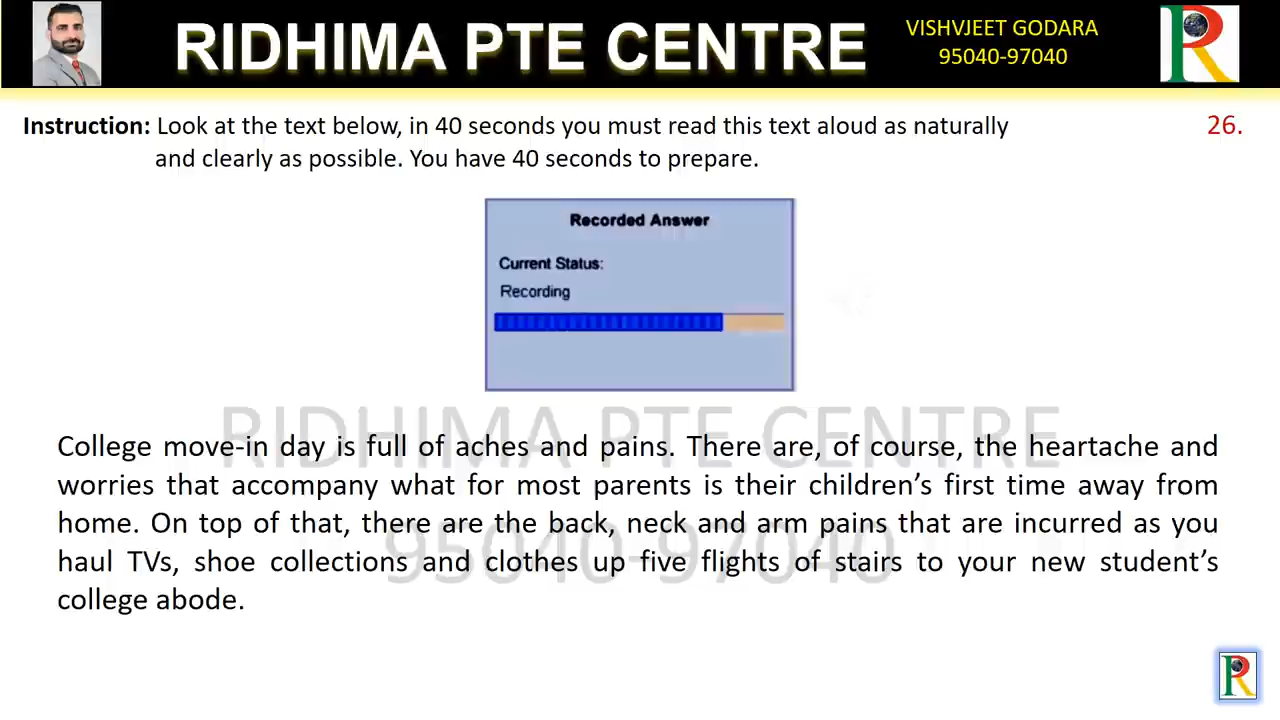 RIDHIMA PTE CENTRE
VISHVJEET GODARA
95040-97040
R
Instruction: Look at the text below, in 40 seconds you must read this text aloud as naturally
and clearly as possible. You have 40 seconds to prepare.
26.
Recorded Answer
Current Status:
Recording
RIDHIMA PTE CENTRE
95040-97040
College move-in day is full of aches and pains. There are, of course, the heartache and
worries that accompany what for most parents is their children’s first time away from
home. On top of that, there are the back, neck and arm pains that are incurred as you
haul TVs, shoe collections and clothes up five flights of stairs to your new student’s
college abode.
R